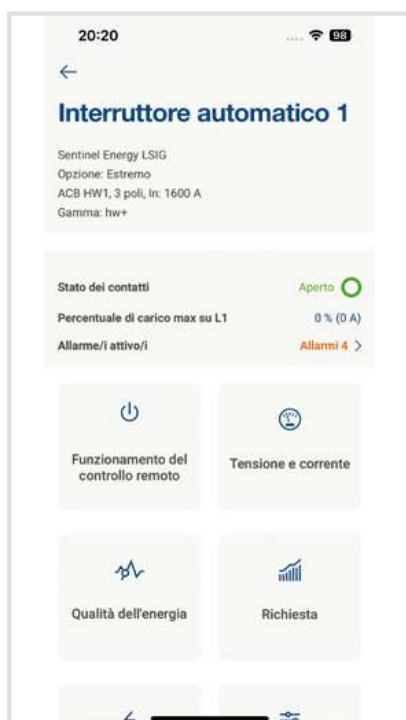 20:20
98
Interruttore automatico 1
Sentinel Energy LSIG
Opzione: Estremo
ACB HW1, 3 poli, In: 1600 A
Gamma: hw+
Stato dei contatti Aperto
Percentuale di carico max su L1 0 % (0 A)
Allarme/i attivo/i Allarmi 4 >
Funzionamento del
controllo remoto
Tensione e corrente
Qualità dell'energia
Richiesta